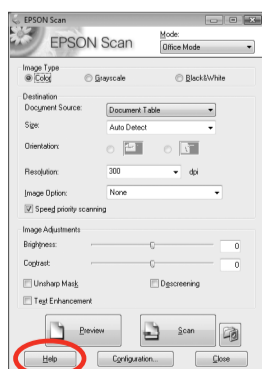 EPSON Scan
EPSON Scan
Mode:
Office Mode
Image Type
Color
Grayscale
Black&White
Destination
Document Source: Document Table
Size: Auto Detect
Orientation:
Resolution: 300 dpi
Image Option: None
Speed priority scanning
Image Adjustments
Brightness: 0
Contrast: 0
Unsharp Mask
Descreening
Text Enhancement
Preview
Scan
Help
Configuration...
Close